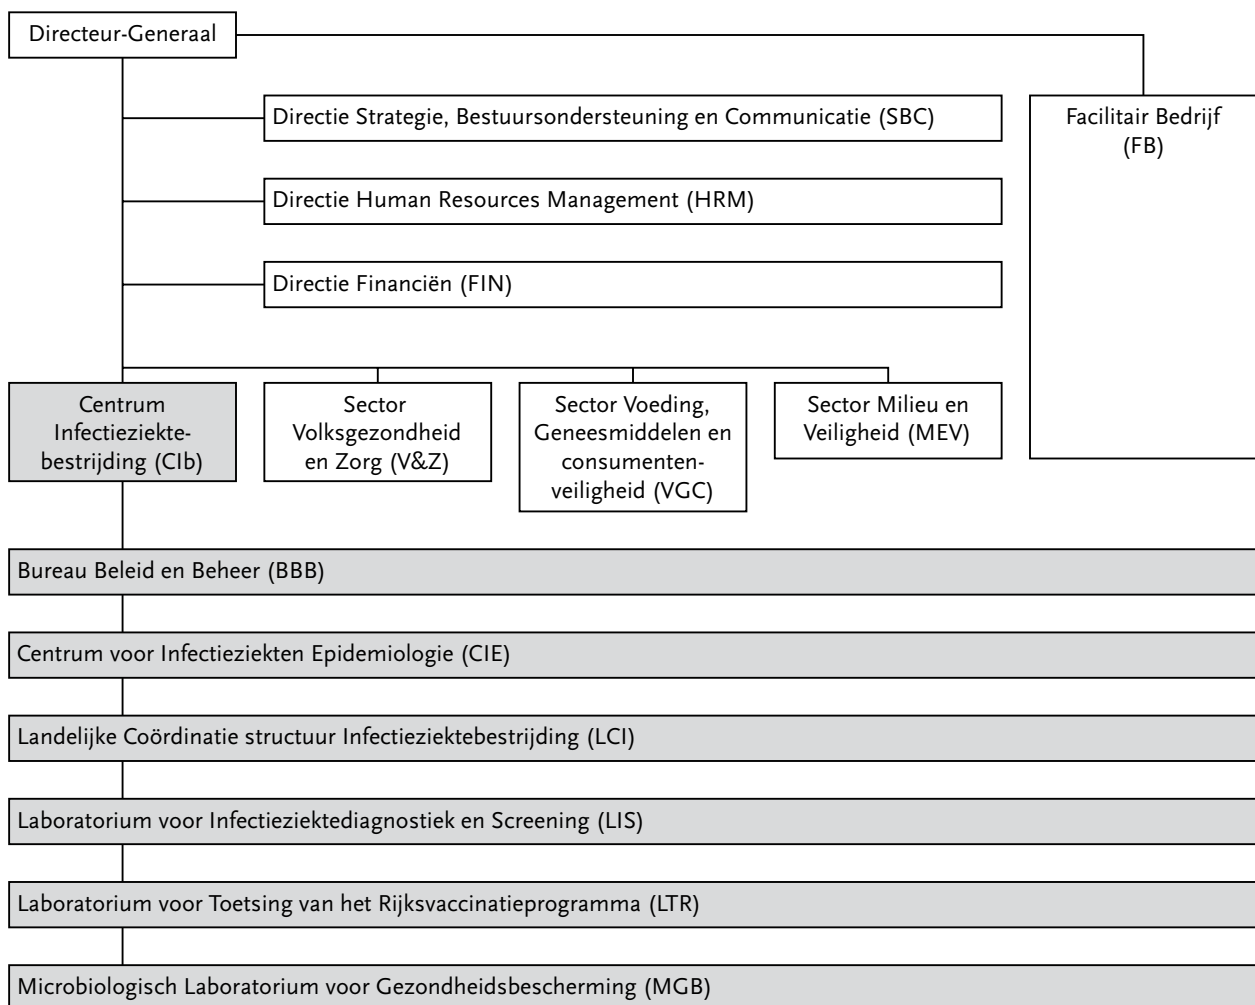 Directeur-Generaal
Directie Strategie, Bestuursondersteuning en Communicatie (SBC)
Facilitair Bedrijf
(FB)
Directie Human Resources Management (HRM)
Directie Financiën (FIN)
Centrum
Infectieziekte-
bestrijding (CIb)
Sector
Volksgezondheid
en Zorg (V&Z)
Sector Voeding,
Geneesmiddelen en
consumenten-
veiligheid (VGC)
Sector Milieu en
Veiligheid (MEV)
Bureau Beleid en Beheer (BBB)
Centrum voor Infectieziekten Epidemiologie (CIE)
Landelijke Coördinatie structuur Infectieziektebestrijding (LCI)
Laboratorium voor Infectieziektediagnostiek en Screening (LIS)
Laboratorium voor Toetsing van het Rijksvaccinatieprogramma (LTR)
Microbiologisch Laboratorium voor Gezondheidsbescherming (MGB)